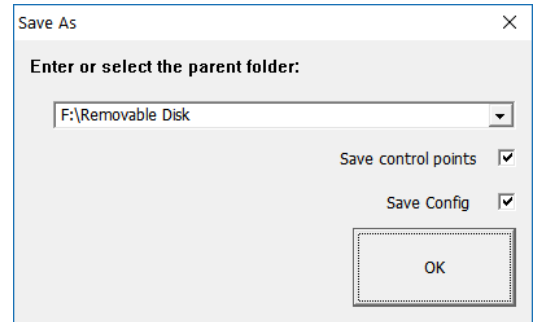 Save As
Enter or select the parent folder:
F:\Removable Disk
Save control points
Save Config
OK